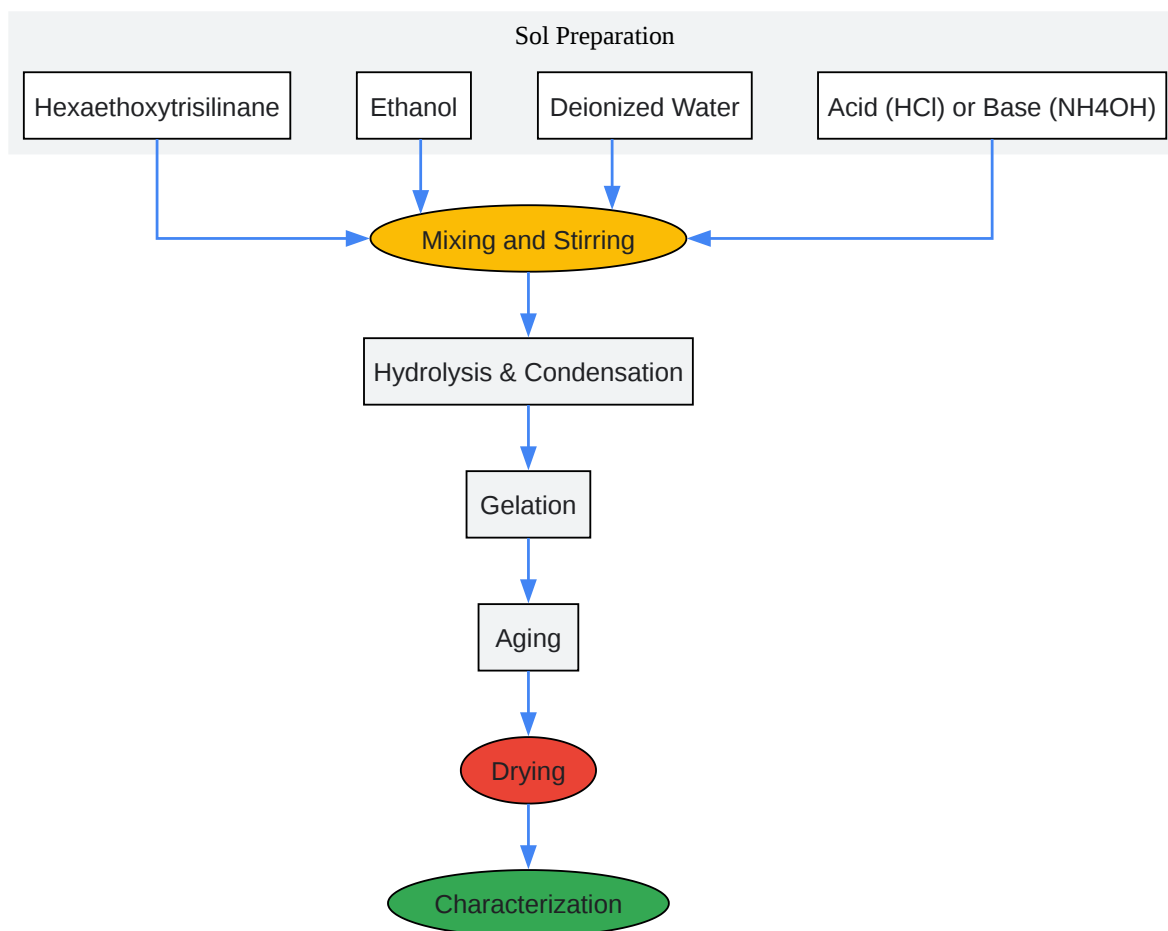 Sol Preparation
Hexaethoxytrisilinane
Ethanol
Deionized Water
Acid (HCl) or Base (NH4OH)
Mixing and Stirring
Hydrolysis & Condensation
Gelation
Aging
Drying
Characterization